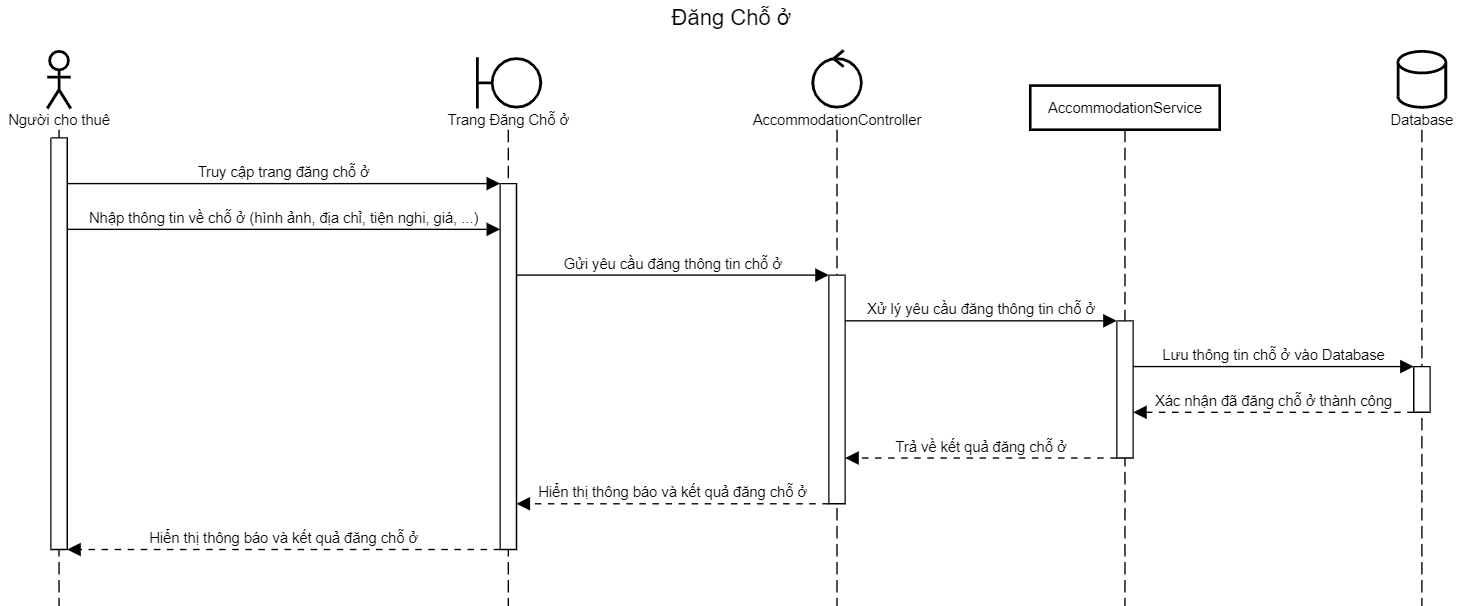 Đăng Chỗ ở
Người cho thuê
Trang Đăng Chỗ ở
AccommodationController
AccommodationService
Database
Truy cập trang đăng chỗ ở
Nhập thông tin về chỗ ở (hình ảnh, địa chỉ, tiện nghi, giá, ...)
Gửi yêu cầu đăng thông tin chỗ ở
Xử lý yêu cầu đăng thông tin chỗ ở
Lưu thông tin chỗ ở vào Database
Xác nhận đã đăng chỗ ở thành công
Trả về kết quả đăng chỗ ở
Hiển thị thông báo và kết quả đăng chỗ ở
Hiển thị thông báo và kết quả đăng chỗ ở